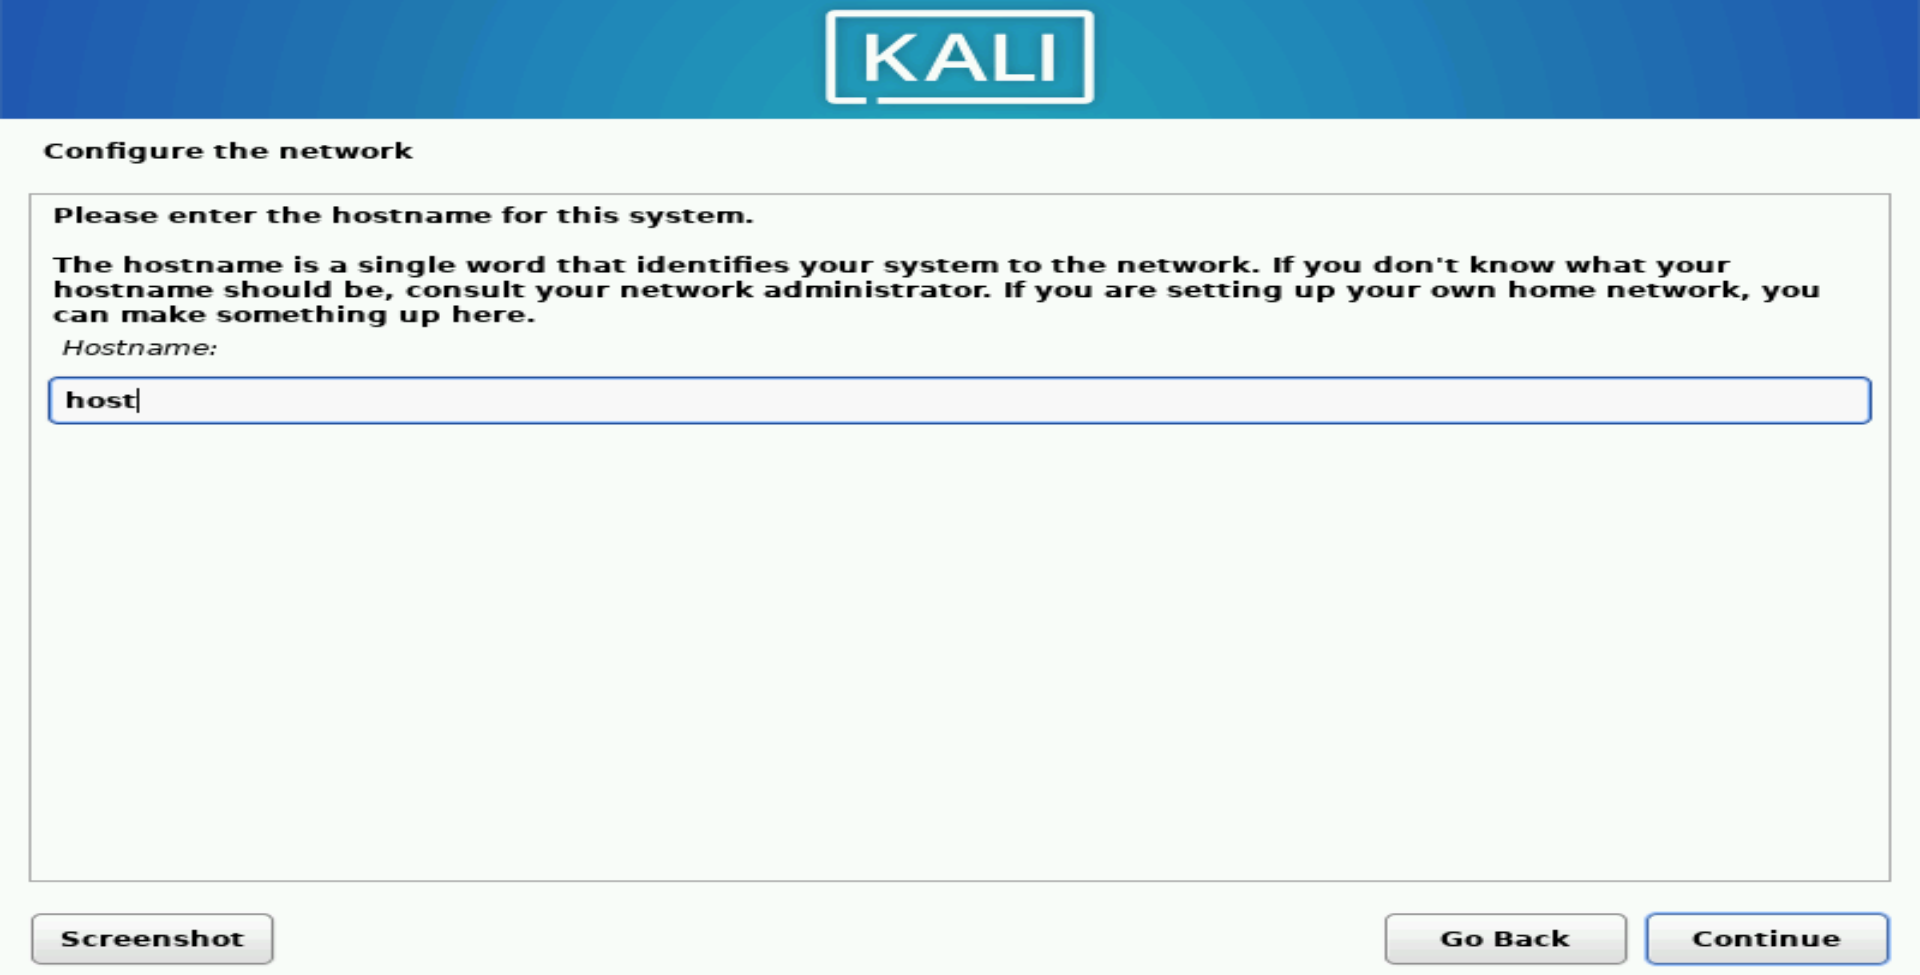 KALI
Configure the network
Please enter the hostname for this system.
The hostname is a single word that identifies your system to the network. If you don't know what your
hostname should be, consult your network administrator. If you are setting up your own home network, you
can make something up here.
Hostname:
host
Screenshot
Go Back
Continue